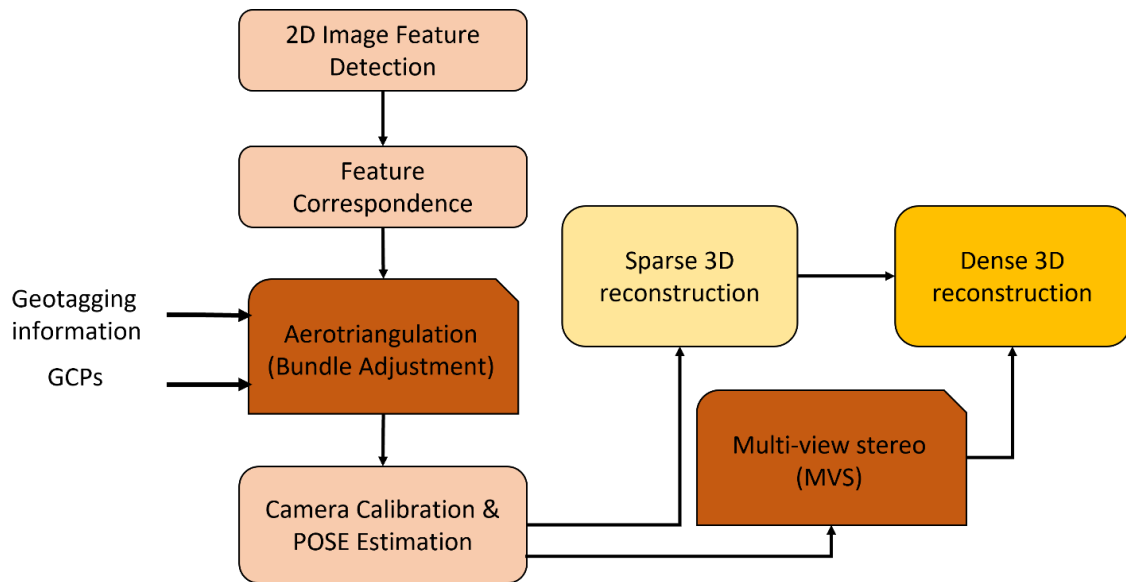 2D Image Feature
Detection
Feature
Correspondence
Geotagging
information
GCPs
Aerotriangulation
(Bundle Adjustment)
Camera Calibration &
POSE Estimation
Sparse 3D
reconstruction
Dense 3D
reconstruction
Multi-view stereo
(MVS)